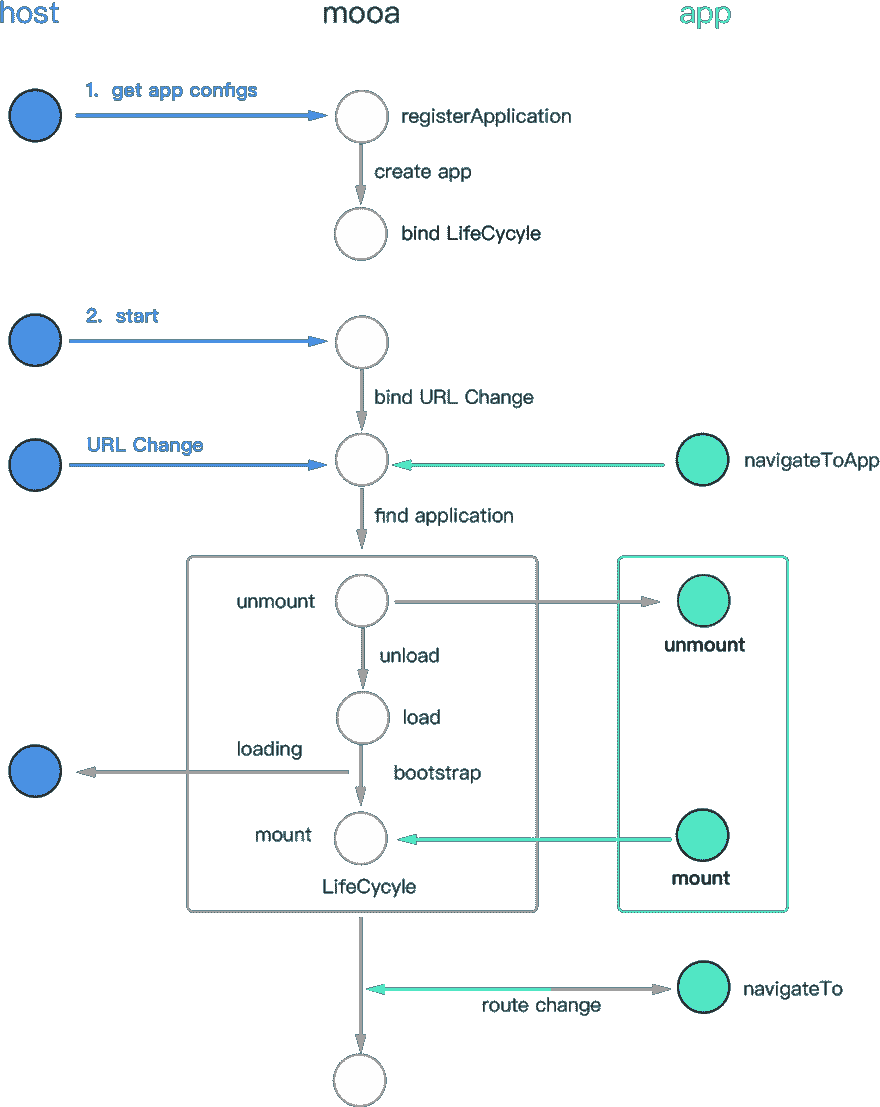 host
mooa
app
1. get app configs
registerApplication
create app
bind LifeCycyle
2. start
bind URL Change
URL Change
navigateToApp
find application
unmount
unmount
unload
load
loading
bootstrap
mount
mount
LifeCycyle
navigateTo
route change